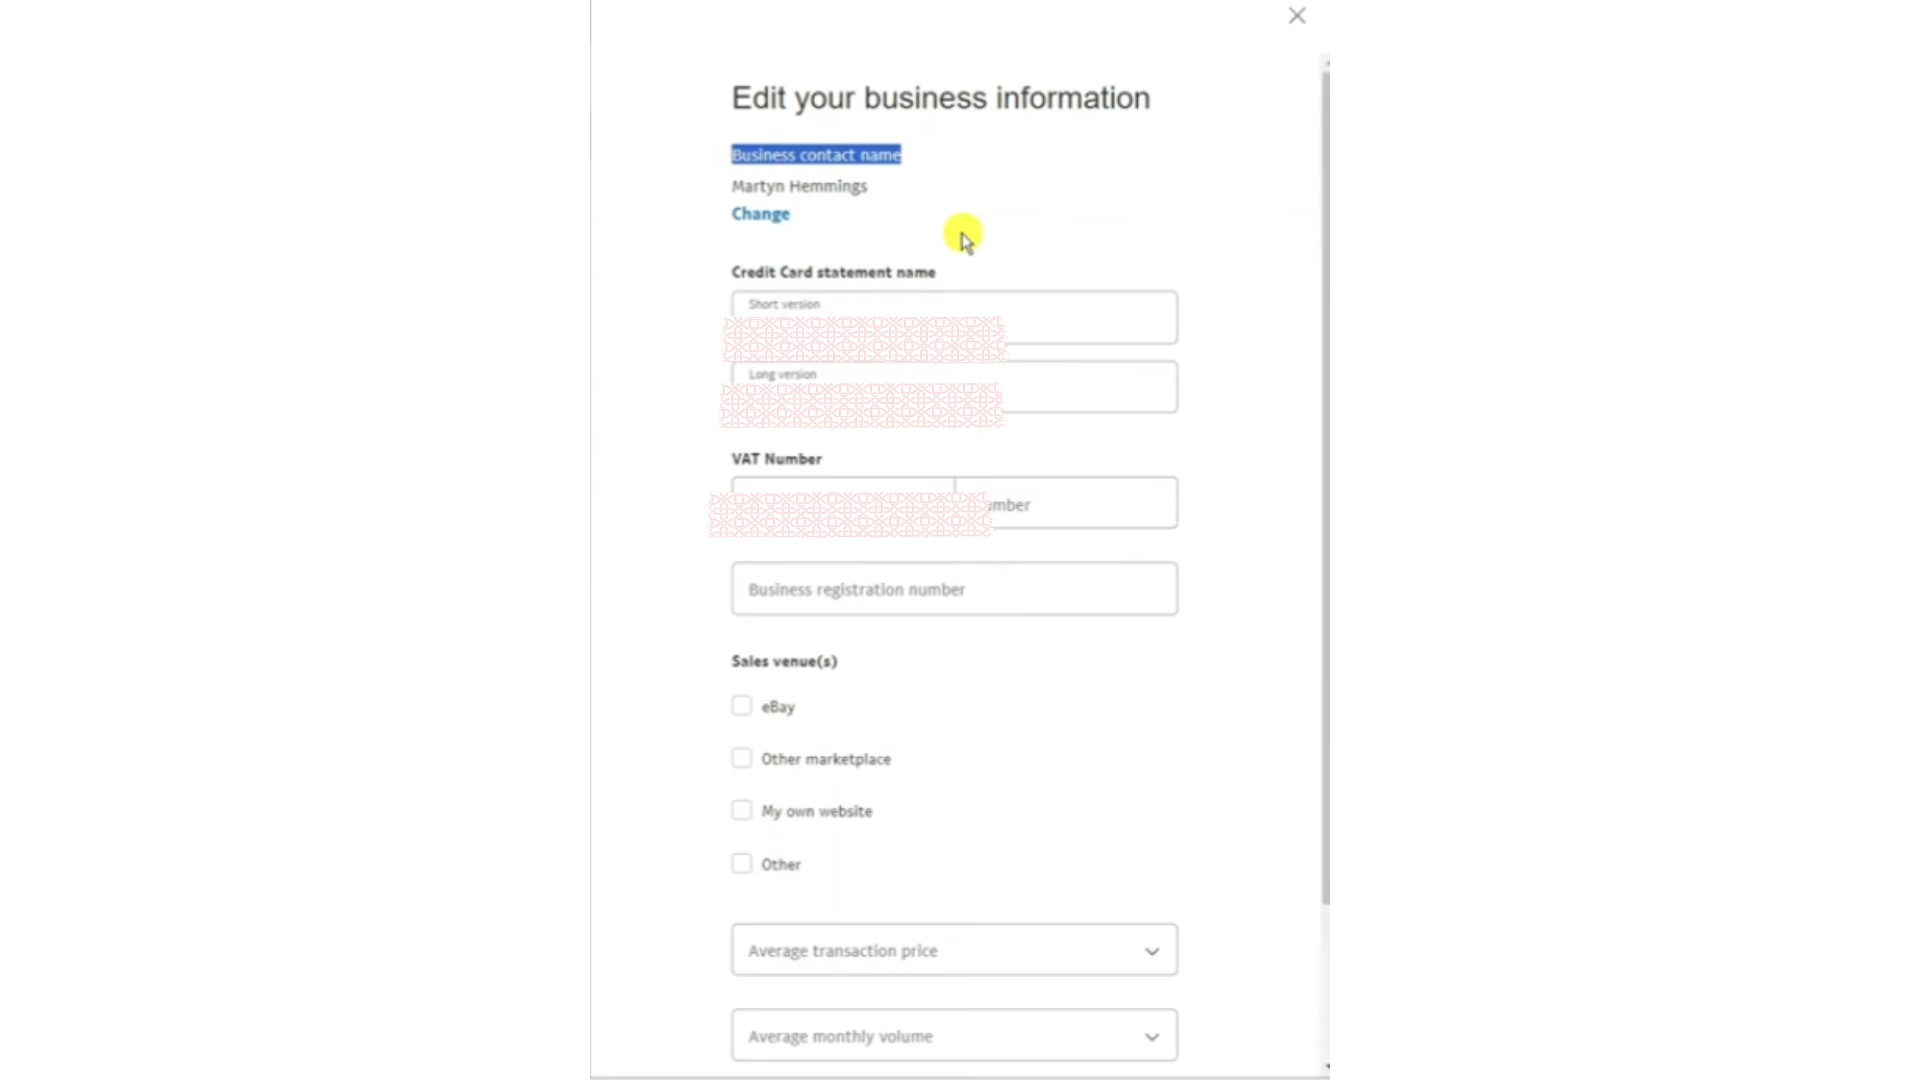 Edit your business information
Business contact name
Martyn Hemmings
Change
Credit Card statement name
Short version
Long version
VAT Number
Business registration number
Sales venue(s)
eBay
Other marketplace
My own website
Other
Average transaction price
Average monthly volume